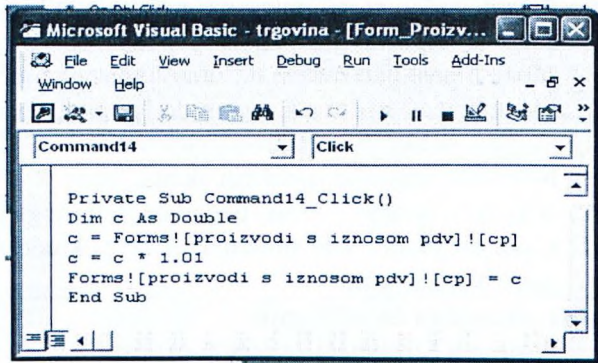 Microsoft Visual Basic - trgovina - [Form_Proizv...
File Edit View Insert Debug Run Tools Add-Ins
Window Help
Command14 Click
Private Sub Command14_Click()
Dim c As Double
c = Forms![proizvodi s iznosom pdv]![cp]
c = c * 1.01
Forms![proizvodi s iznosom pdv]![cp] = c
End Sub